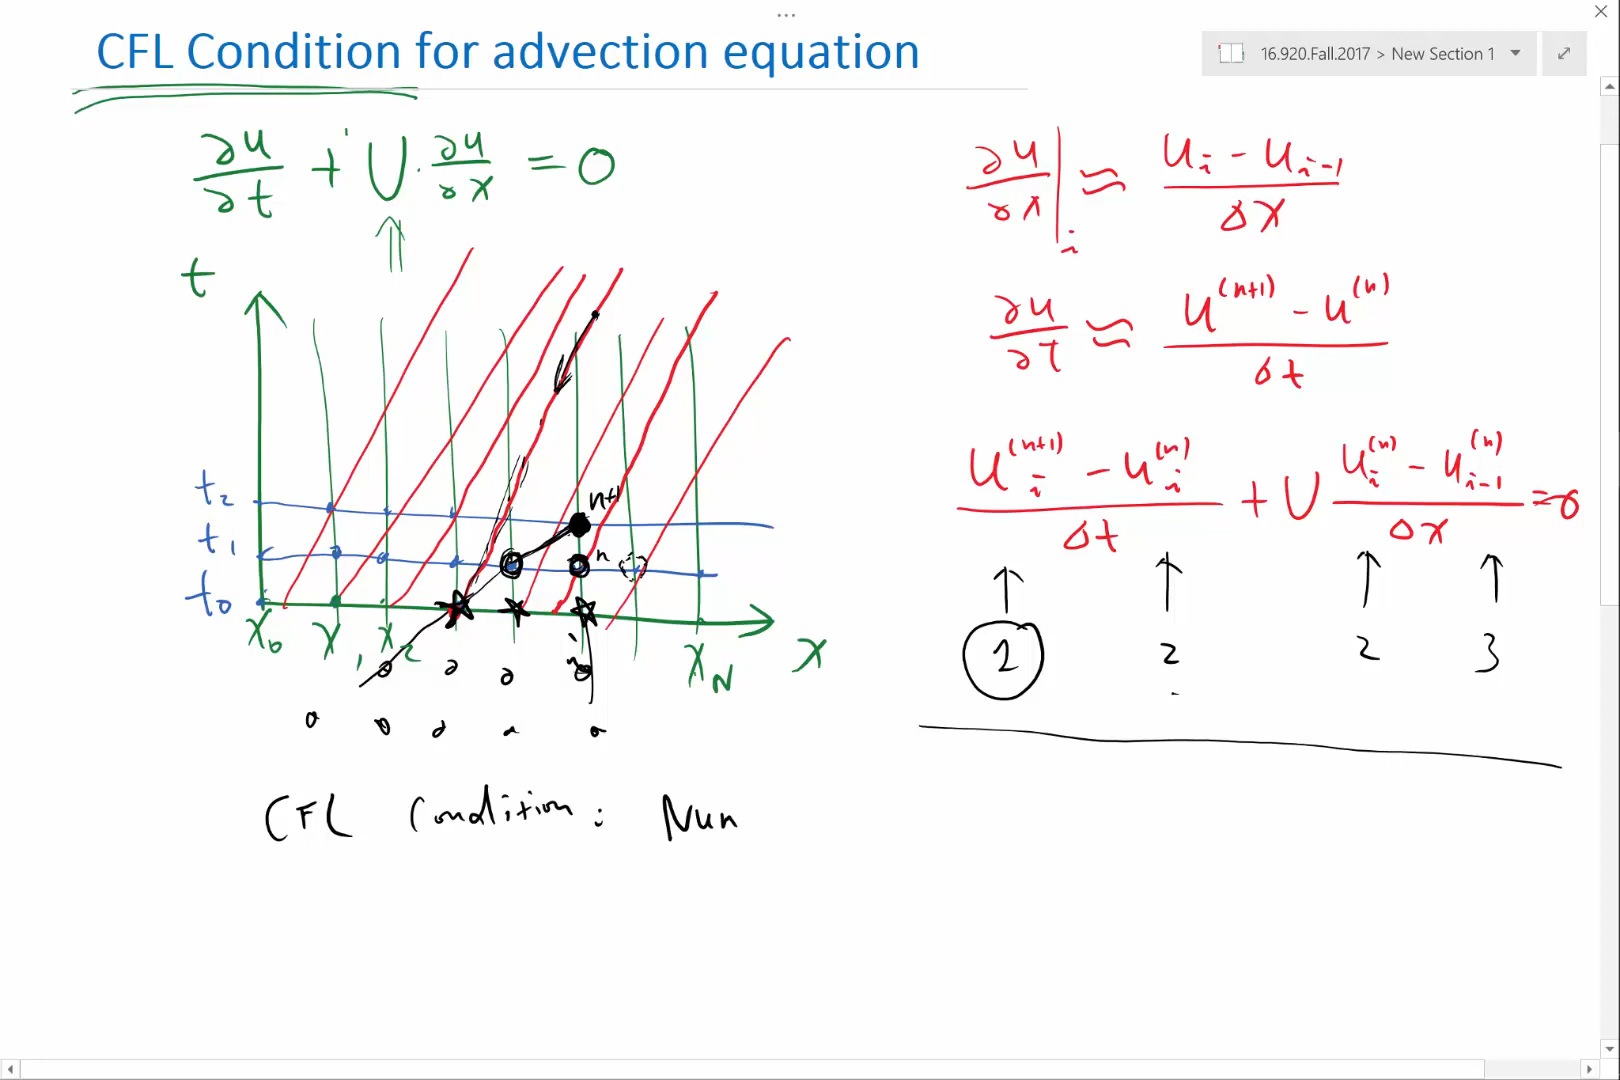 CFL Condition for advection equation
16.920.Fall.2017 > New Section 1
∂u/∂t + U · ∂u/∂x = 0
∂u/∂x |i ≈ (ui - ui-1)/Δx
∂u/∂t ≈ (u^(n+1) - u^(n))/Δt
(ui^(n+1) - ui^(n))/Δt + U (ui^(n) - ui-1^(n))/Δx = 0
1 2 2 3
t
t2
n+1
t1
n
t0
x0 x1 x2 i xN x
CFL Condition : Num